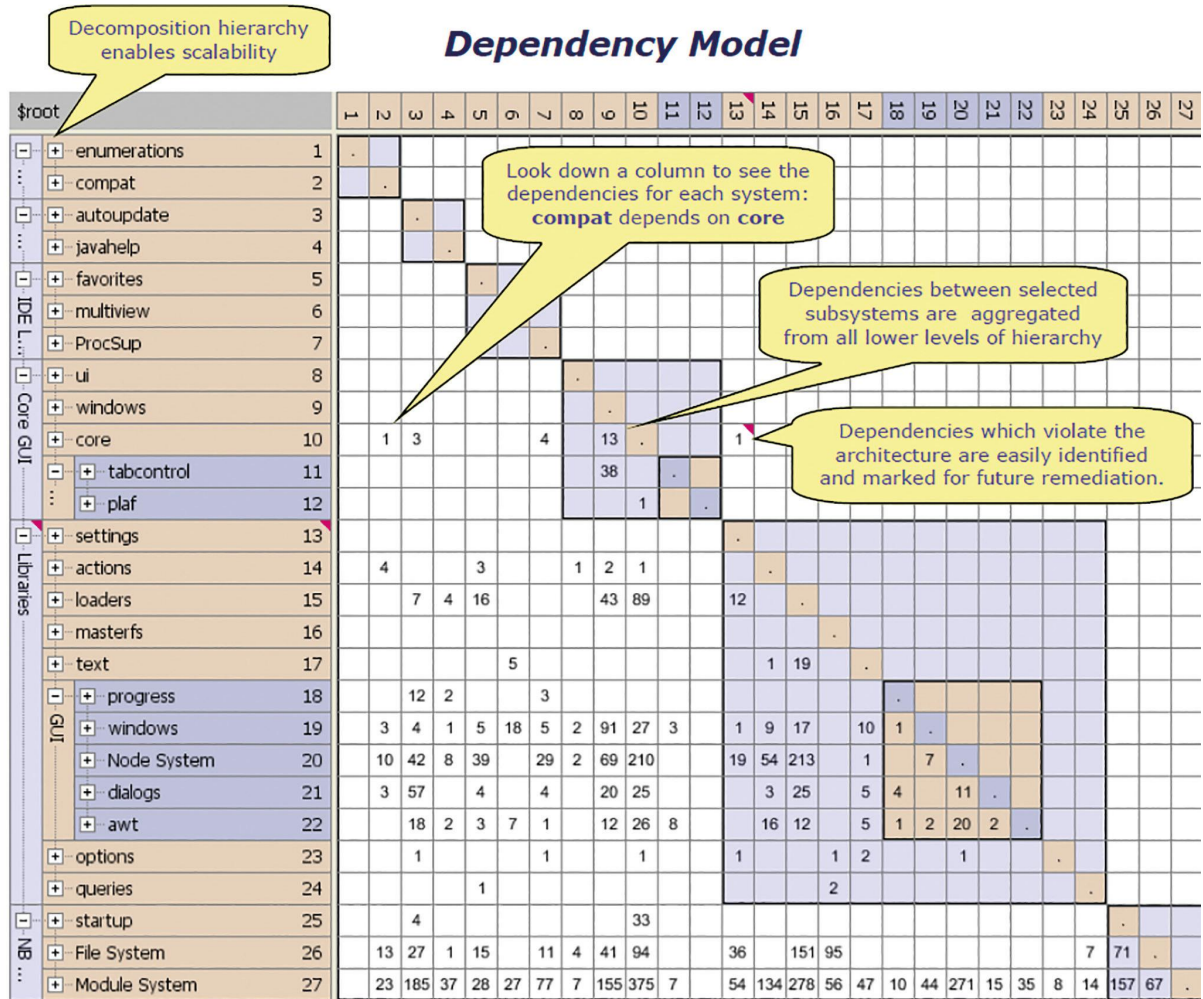 Decomposition hierarchy
enables scalability
Dependency Model
$root 1 2 3 4 5 6 7 8 9 10 11 12 13 14 15 16 17 18 19 20 21 22 23 24 25 26 27
enumerations 1 .
compat 2 .
Look down a column to see the
dependencies for each system:
compat depends on core
autoupdate 3 .
javahelp 4 .
IDE L...
favorites 5 .
multiview 6
ProcSup 7 .
Dependencies between selected
subsystems are aggregated
from all lower levels of hierarchy
Core GUI
ui 8 .
windows 9 .
core 10 1 3 4 13 . 1
Dependencies which violate the
architecture are easily identified
and marked for future remediation.
tabcontrol 11 38 .
...
plaf 12 1 .
Libraries
settings 13 .
actions 14 4 3 1 2 1 .
loaders 15 7 4 16 43 89 12 .
masterfs 16 .
text 17 5 1 19 .
GUI
progress 18 12 2 3 .
windows 19 3 4 1 5 18 5 2 91 27 3 1 9 17 10 1 .
Node System 20 10 42 8 39 29 2 69 210 19 54 213 1 7 .
dialogs 21 3 57 4 4 20 25 3 25 5 4 11 .
awt 22 18 2 3 7 1 12 26 8 16 12 5 1 2 20 2 .
options 23 1 1 1 1 1 2 1 .
queries 24 1 2 .
NB ...
startup 25 4 33 .
File System 26 13 27 1 15 11 4 41 94 36 151 95 7 71 .
Module System 27 23 185 37 28 27 77 7 155 375 7 54 134 278 56 47 10 44 271 15 35 8 14 157 67 .